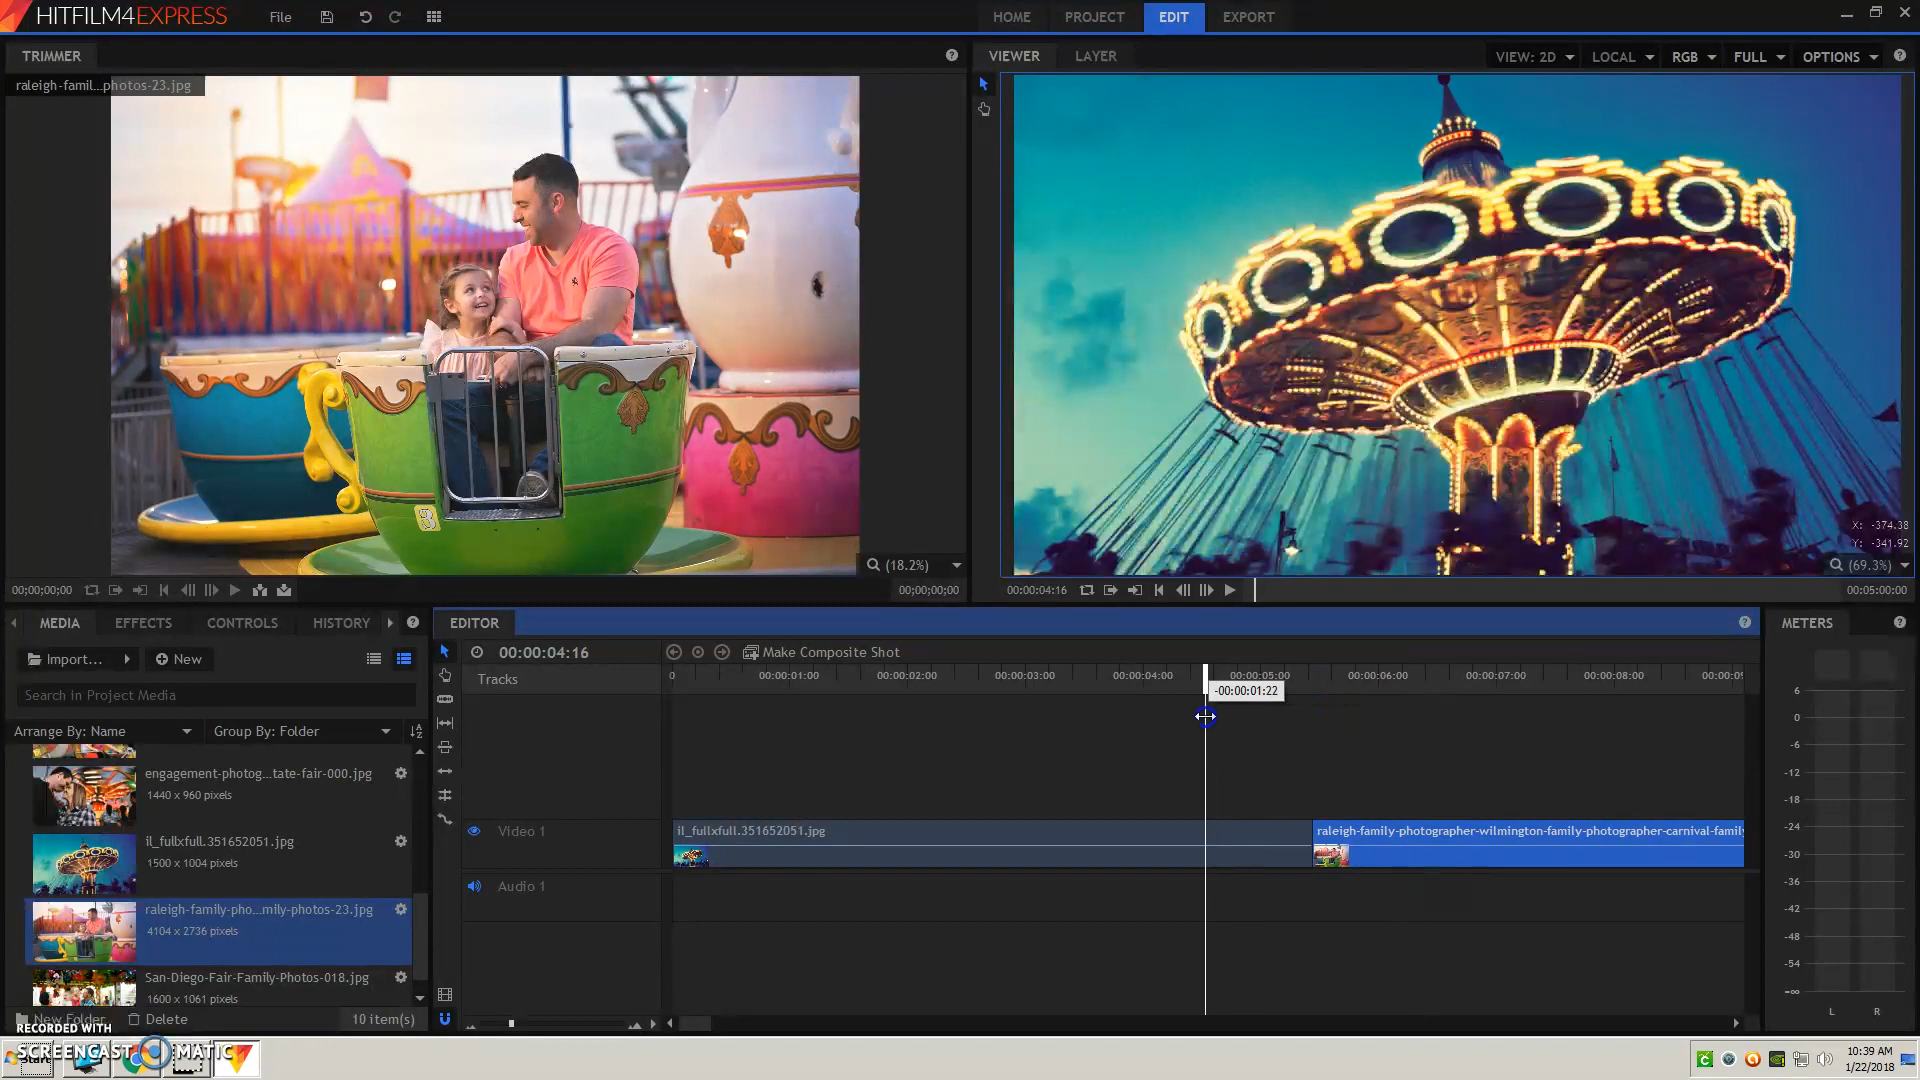 HITFILM4EXPRESS
File
HOME
PROJECT
EDIT
EXPORT
TRIMMER
raleigh-famil...photos-23.jpg
3
(18.2%)
00;00;00;00
00;00;00;00
VIEWER
LAYER
VIEW: 2D
LOCAL
RGB
FULL
OPTIONS
X: -374.38
Y: -341.92
(69.3%)
00:00:04:16
00:05:00:00
MEDIA
EFFECTS
CONTROLS
HISTORY
Import...
New
Search in Project Media
Arrange By: Name
Group By: Folder
engagement-photog...tate-fair-000.jpg
1440 x 960 pixels
il_fullxfull.351652051.jpg
1500 x 1004 pixels
raleigh-family-pho...mily-photos-23.jpg
4104 x 2736 pixels
San-Diego-Fair-Family-Photos-018.jpg
1600 x 1061 pixels
New Folder
Delete
10 item(s)
EDITOR
00:00:04:16
Make Composite Shot
Tracks
0
00:00:01:00
00:00:02:00
00:00:03:00
00:00:04:00
00:00:05:00
00:00:06:00
00:00:07:00
00:00:08:00
00:00:09
-00:00:01:22
Video 1
il_fullxfull.351652051.jpg
raleigh-family-photographer-wilmington-family-photographer-carnival-family
Audio 1
METERS
6
0
-6
-12
-18
-24
-30
-36
-42
-48
-54
-∞
L
R
RECORDED WITH
SCREENCAST MATIC
Start
10:39 AM
1/22/2018